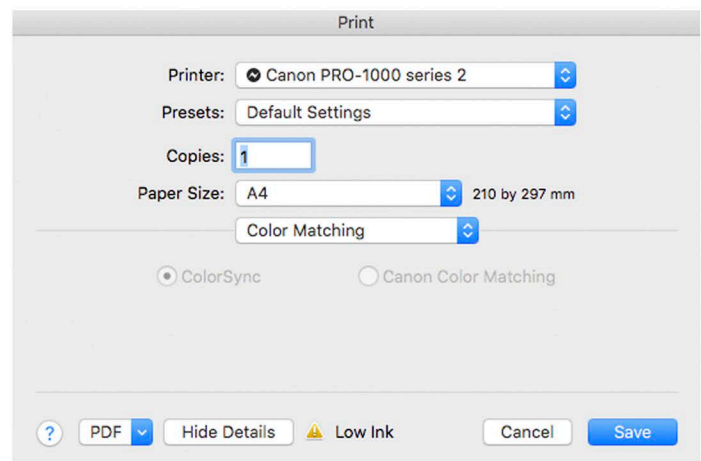 Print
Printer: Canon PRO-1000 series 2
Presets: Default Settings
Copies: 1
Paper Size: A4 210 by 297 mm
Color Matching
ColorSync Canon Color Matching
? PDF Hide Details Low Ink Cancel Save